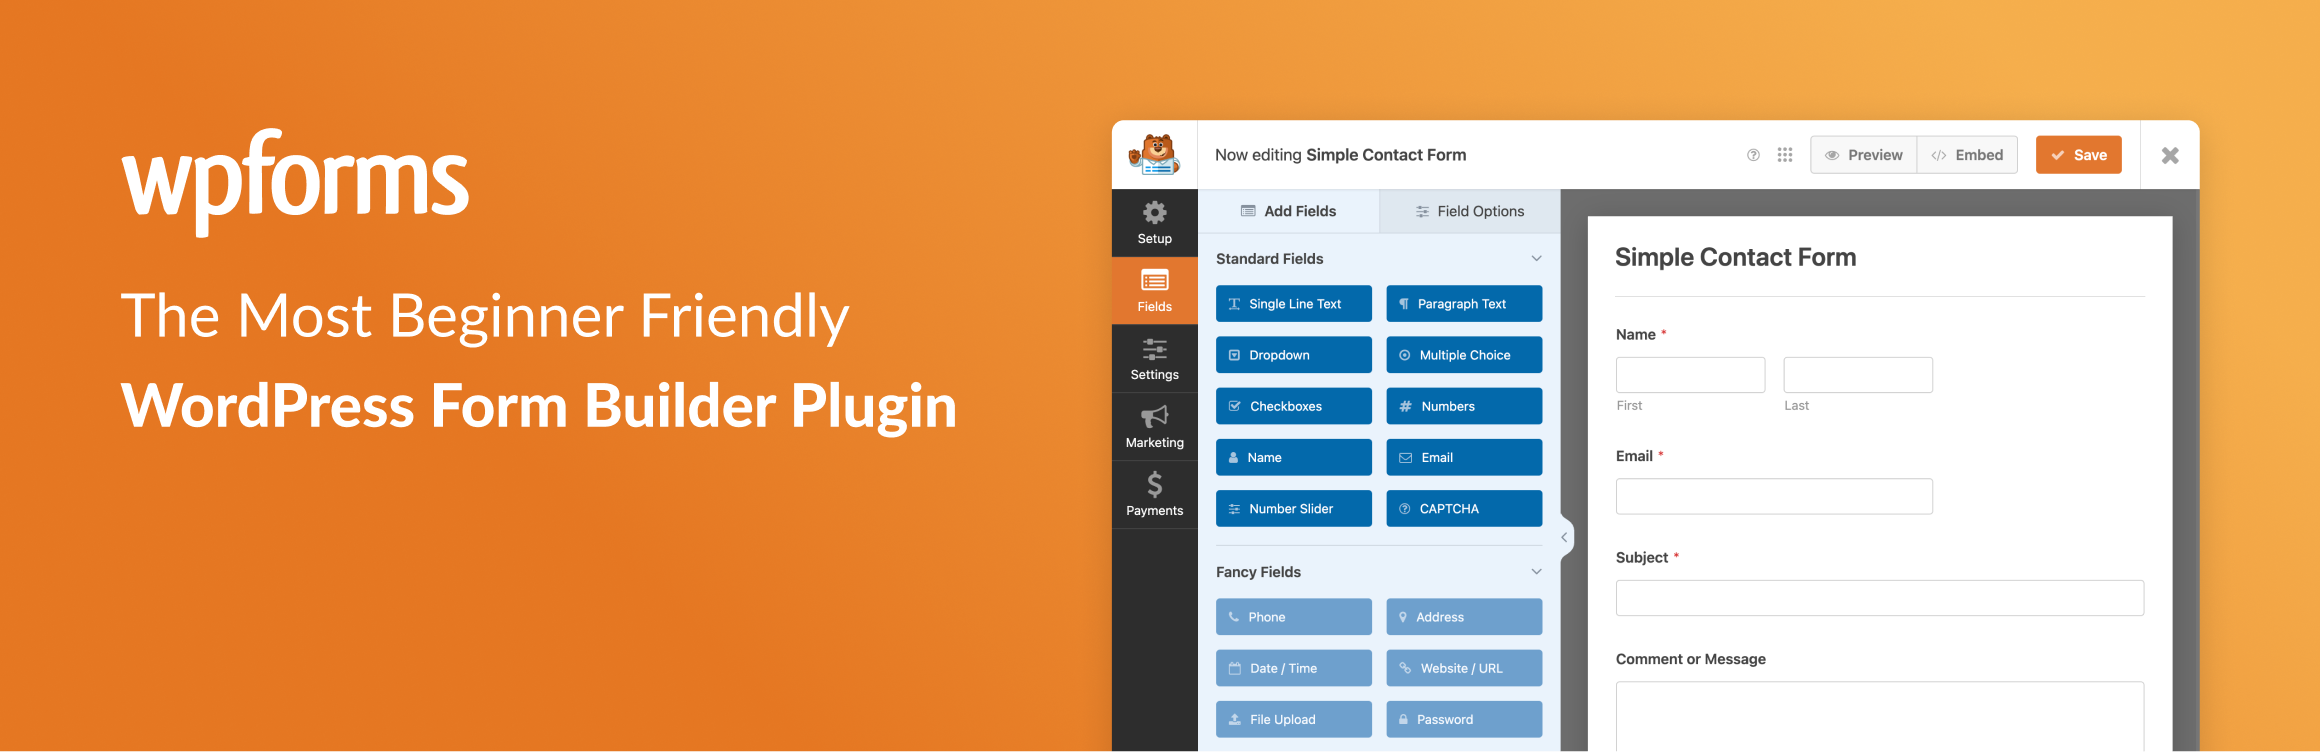 wpforms
The Most Beginner Friendly
WordPress Form Builder Plugin
Now editing Simple Contact Form
Preview
Embed
Save
Setup
Fields
Settings
Marketing
Payments
Add Fields
Field Options
Standard Fields
Single Line Text
Paragraph Text
Dropdown
Multiple Choice
Checkboxes
Numbers
Name
Email
Number Slider
CAPTCHA
Fancy Fields
Phone
Address
Date / Time
Website / URL
File Upload
Password
Simple Contact Form
Name *
First
Last
Email *
Subject *
Comment or Message